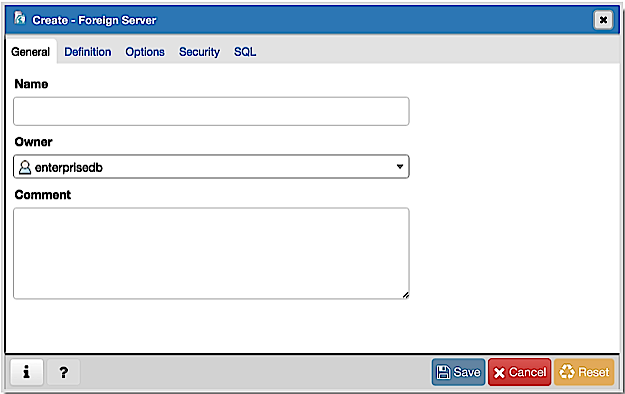 Create - Foreign Server
General Definition Options Security SQL
Name
Owner
enterprisedb
Comment
i ? Save Cancel Reset